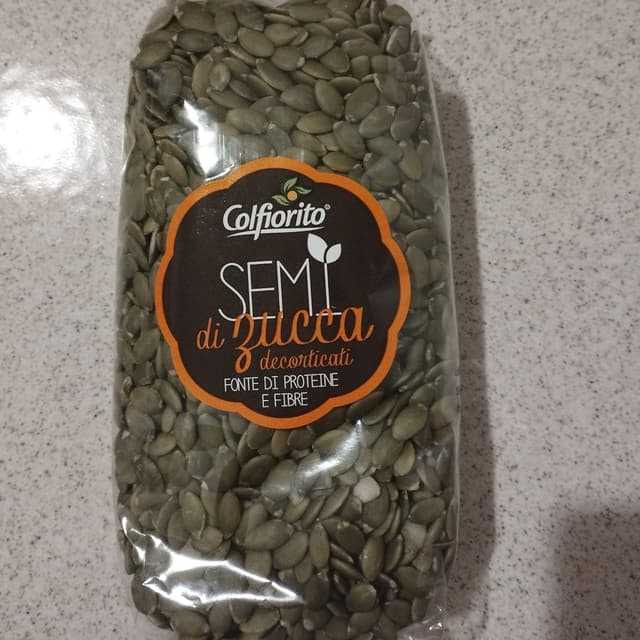 Colfiorito®
SEMI
di zucca
decorticati
FONTE DI PROTEINE
E FIBRE